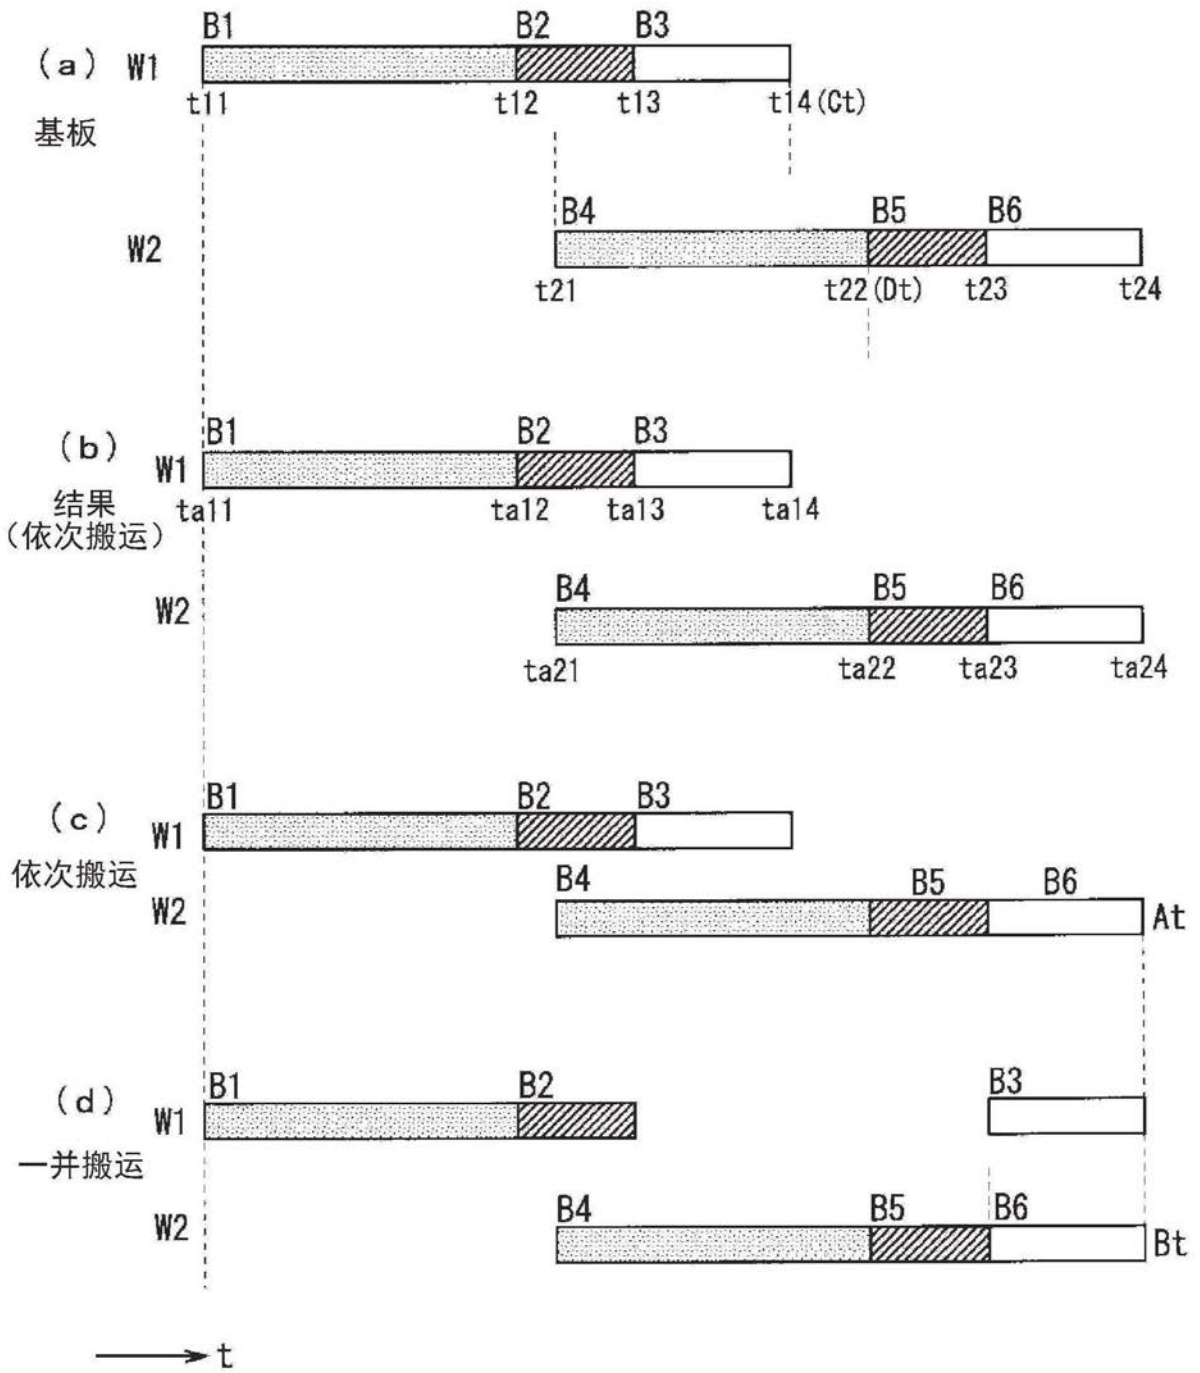 B1 B2 B3
(a) W1
t11 t12 t13 t14(Ct)
基板
B4 B5 B6
W2
t21 t22(Dt) t23 t24
B1 B2 B3
(b) W1
结果
ta11 ta12 ta13 ta14
(依次搬运)
B4 B5 B6
W2
ta21 ta22 ta23 ta24
B1 B2 B3
(c) W1
依次搬运
B4 B5 B6
W2 At
B1 B2 B3
(d) W1
一并搬运
B4 B5 B6
W2 Bt
t